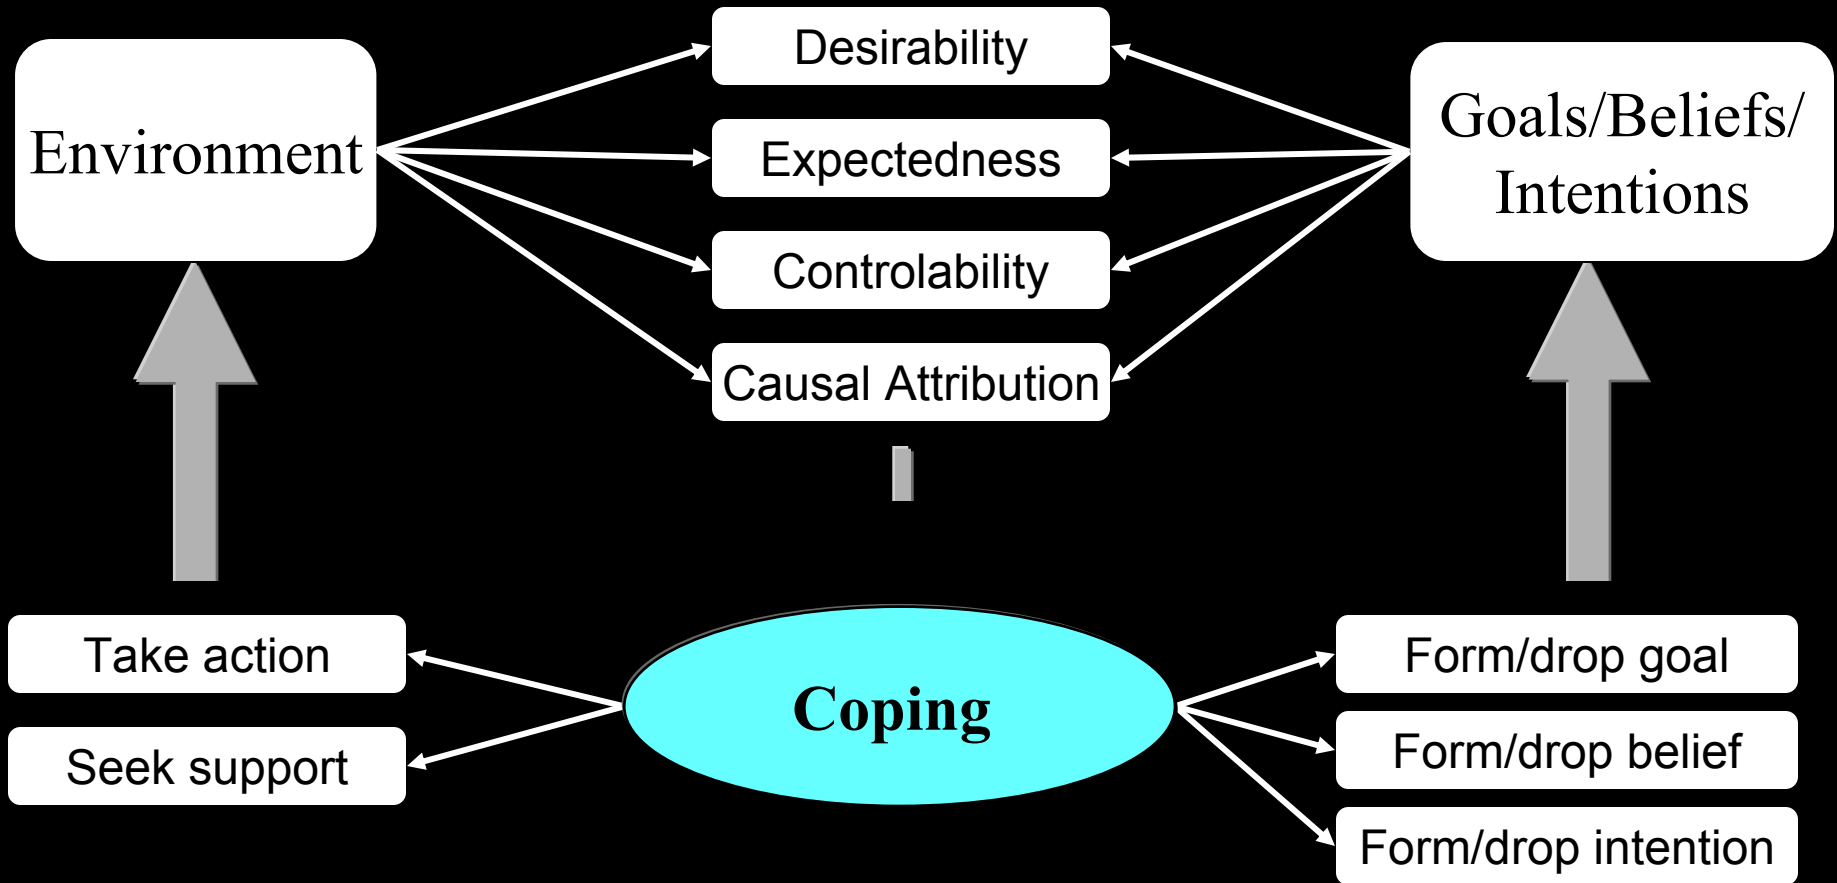 Environment
Desirability
Expectedness
Controlability
Causal Attribution
Goals/Beliefs/
Intentions
Take action
Seek support
Coping
Form/drop goal
Form/drop belief
Form/drop intention